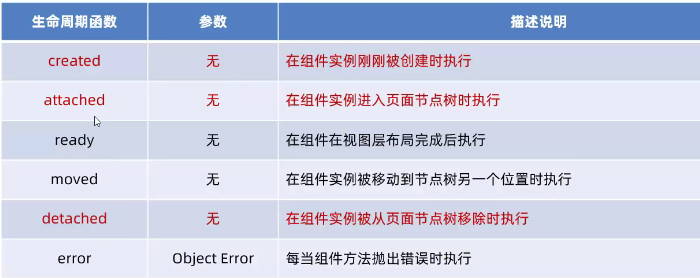 生命周期函数 参数 描述说明
created 无 在组件实例刚刚被创建时执行
attached 无 在组件实例进入页面节点树时执行
ready 无 在组件在视图层布局完成后执行
moved 无 在组件实例被移动到节点树另一个位置时执行
detached 无 在组件实例被从页面节点树移除时执行
error Object Error 每当组件方法抛出错误时执行